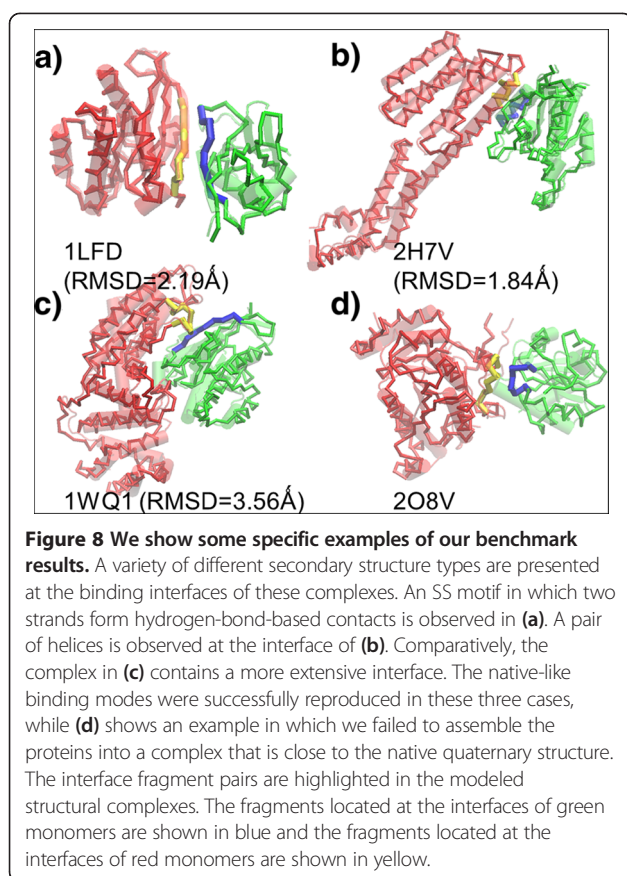 a)
b)
1LFD
(RMSD=2.19Å)
2H7V
(RMSD=1.84Å)
c)
d)
1WQ1 (RMSD=3.56Å)
2O8V
Figure 8 We show some specific examples of our benchmark
results. A variety of different secondary structure types are presented
at the binding interfaces of these complexes. An SS motif in which two
strands form hydrogen-bond-based contacts is observed in (a). A pair
of helices is observed at the interface of (b). Comparatively, the
complex in (c) contains a more extensive interface. The native-like
binding modes were successfully reproduced in these three cases,
while (d) shows an example in which we failed to assemble the
proteins into a complex that is close to the native quaternary structure.
The interface fragment pairs are highlighted in the modeled
structural complexes. The fragments located at the interfaces of green
monomers are shown in blue and the fragments located at the
interfaces of red monomers are shown in yellow.